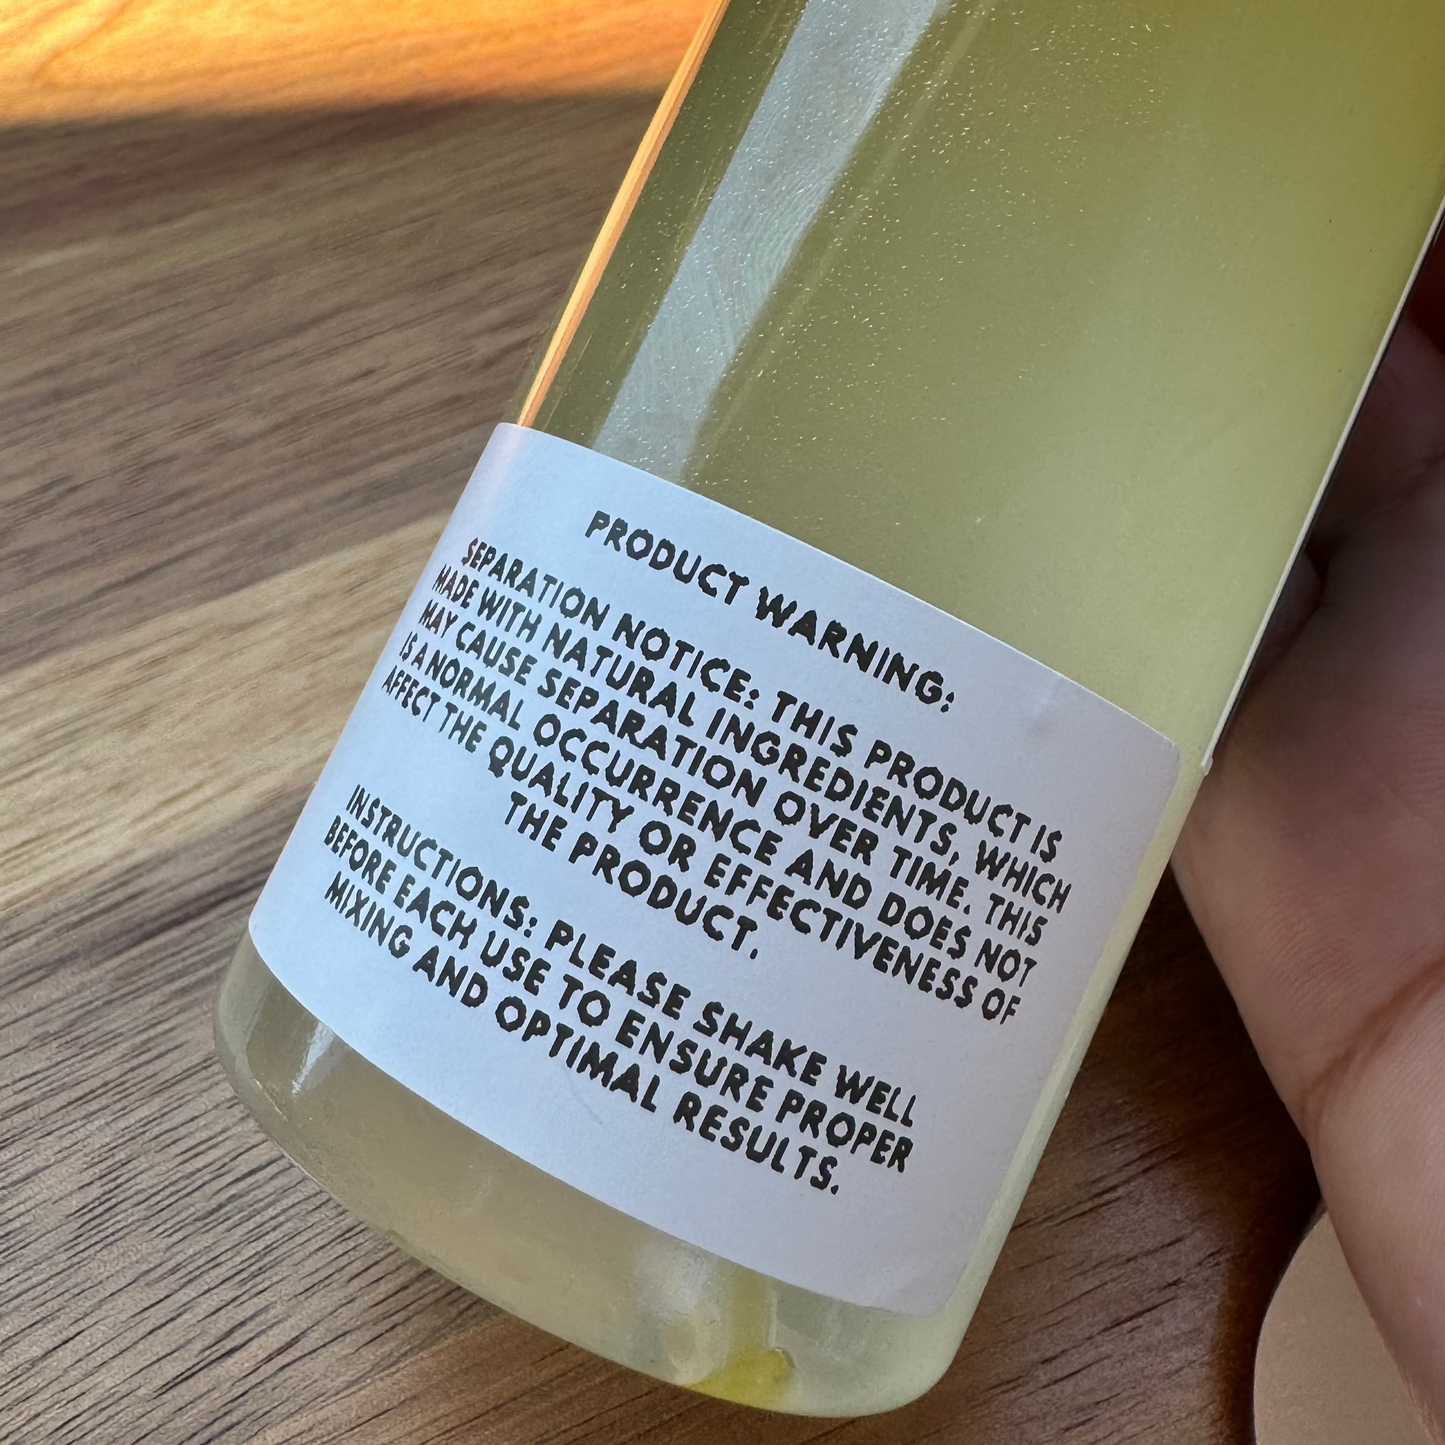 PRODUCT WARNING:
SEPARATION NOTICE: THIS PRODUCT IS
MADE WITH NATURAL INGREDIENTS, WHICH
MAY CAUSE SEPARATION OVER TIME. THIS
IS A NORMAL OCCURRENCE AND DOES NOT
AFFECT THE QUALITY OR EFFECTIVENESS OF
THE PRODUCT.
INSTRUCTIONS: PLEASE SHAKE WELL
BEFORE EACH USE TO ENSURE PROPER
MIXING AND OPTIMAL RESULTS.